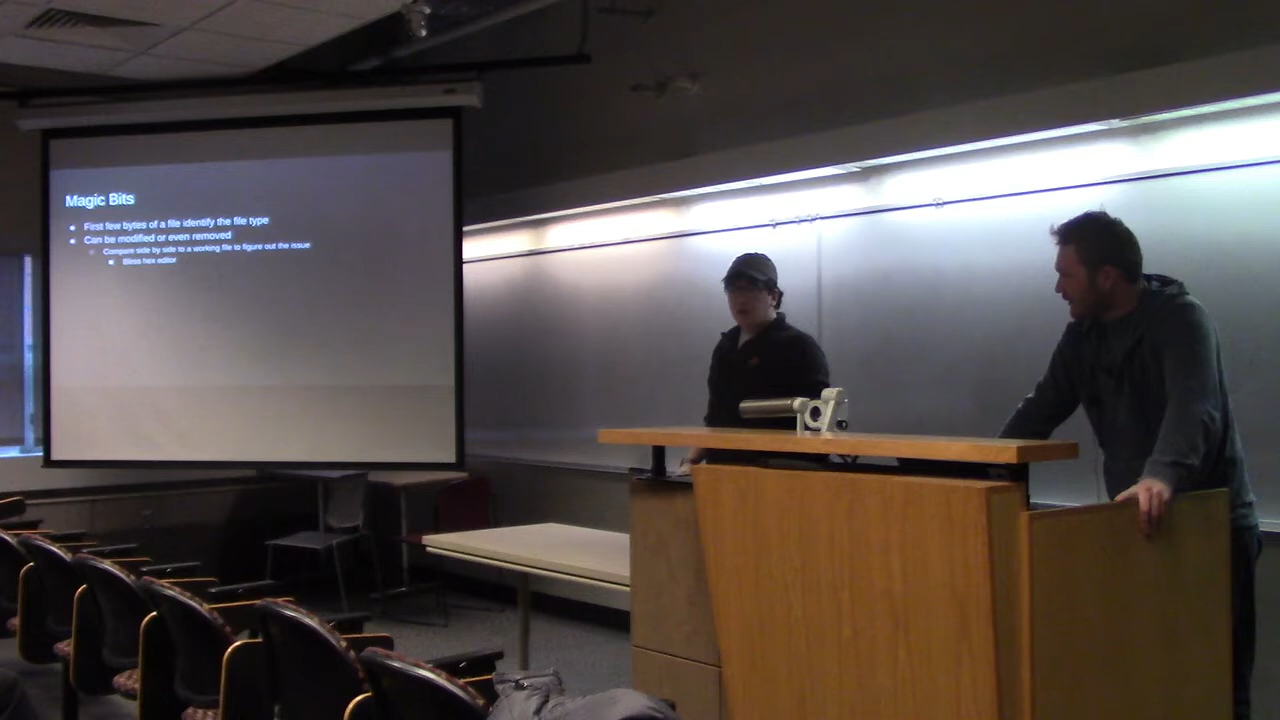 Magic Bits
First few bytes of a file identify the file type
Can be modified or even removed
Compare side by side to a working file to figure out the issue
Bless hex editor